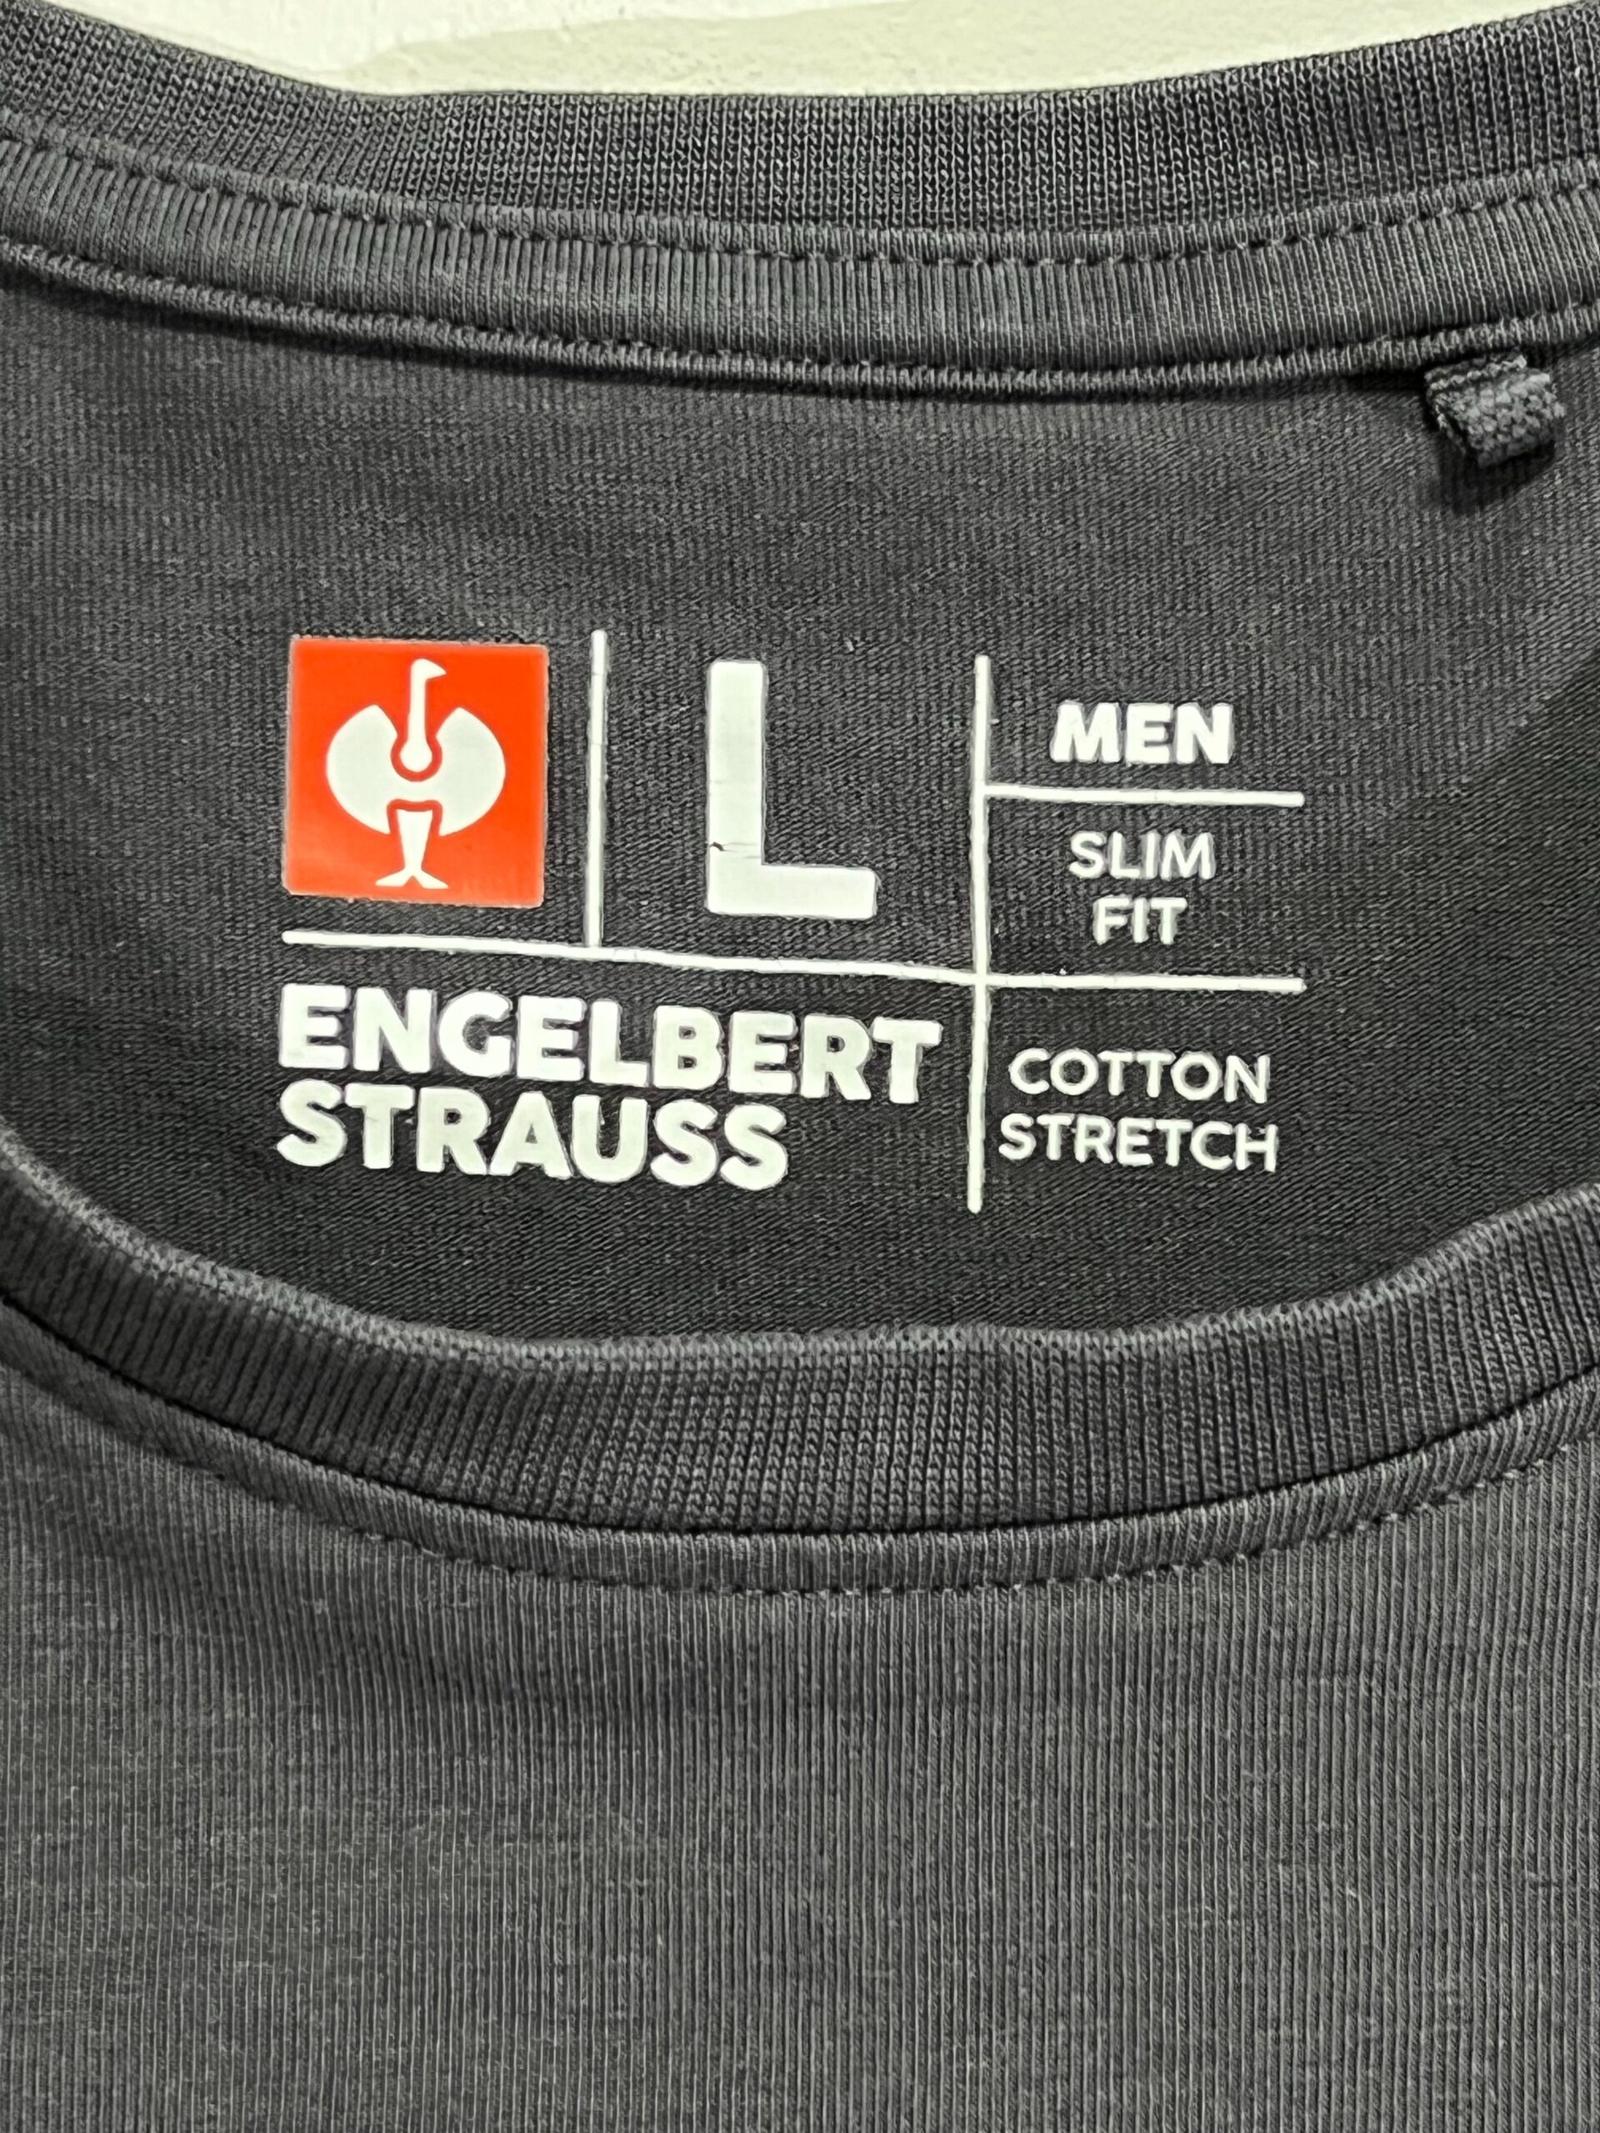 L
MEN
SLIM
FIT
ENGELBERT
STRAUSS
COTTON
STRETCH